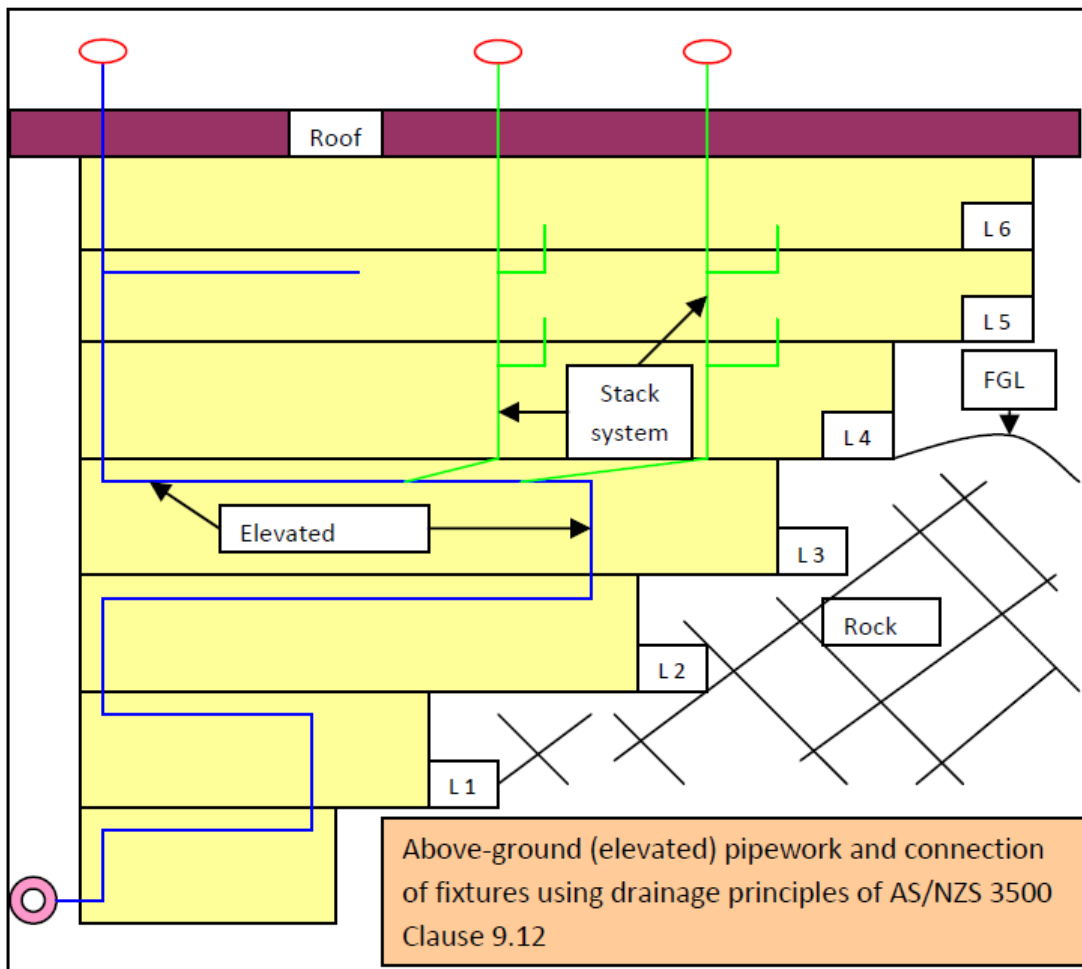 Roof
L 6
L 5
FGL
Stack
system
L 4
Elevated
L 3
Rock
L 2
L 1
Above-ground (elevated) pipework and connection
of fixtures using drainage principles of AS/NZS 3500
Clause 9.12